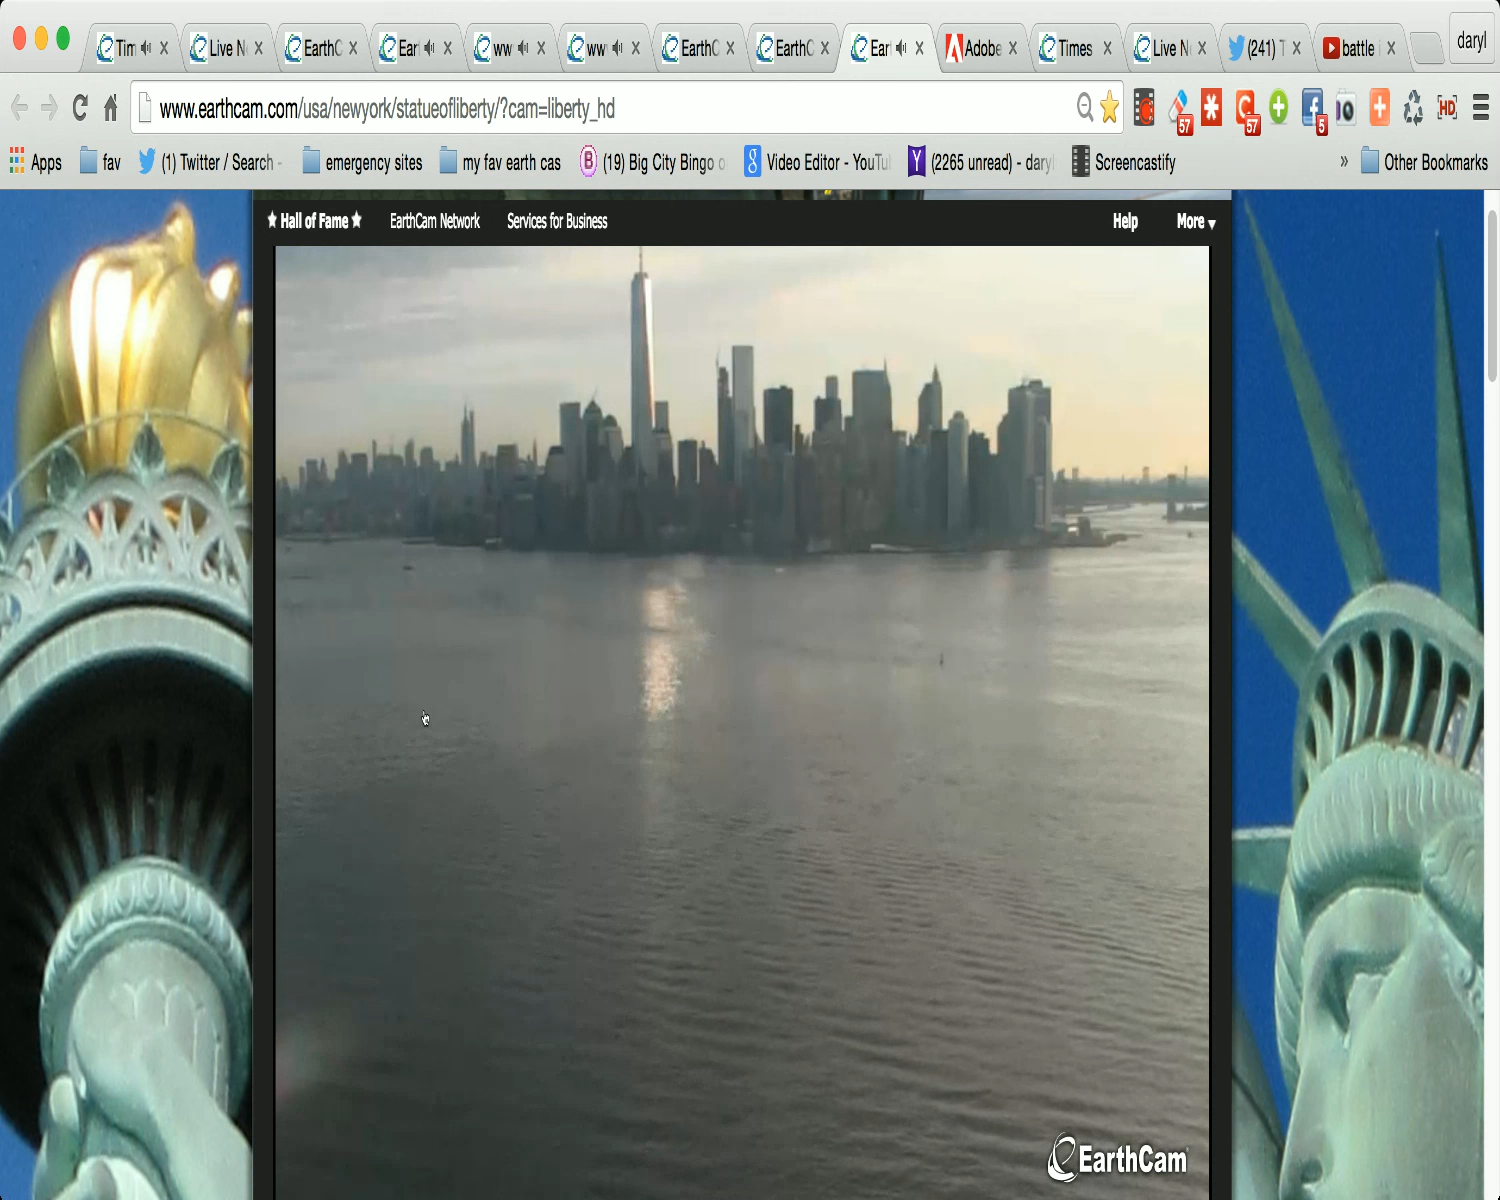 Tim
Live N
EarthC
Ear
ww
ww
EarthC
EarthC
Ear
Adobe
Times
Live N
(241) T
battle
daryl
www.earthcam.com/usa/newyork/statueofliberty/?cam=liberty_hd
57
57
5
HD
Apps
fav
(1) Twitter / Search -
emergency sites
my fav earth cas
(19) Big City Bingo o
Video Editor - YouTu
(2265 unread) - daryl
Screencastify
»
Other Bookmarks
Hall of Fame
EarthCam Network
Services for Business
Help
More
EarthCam